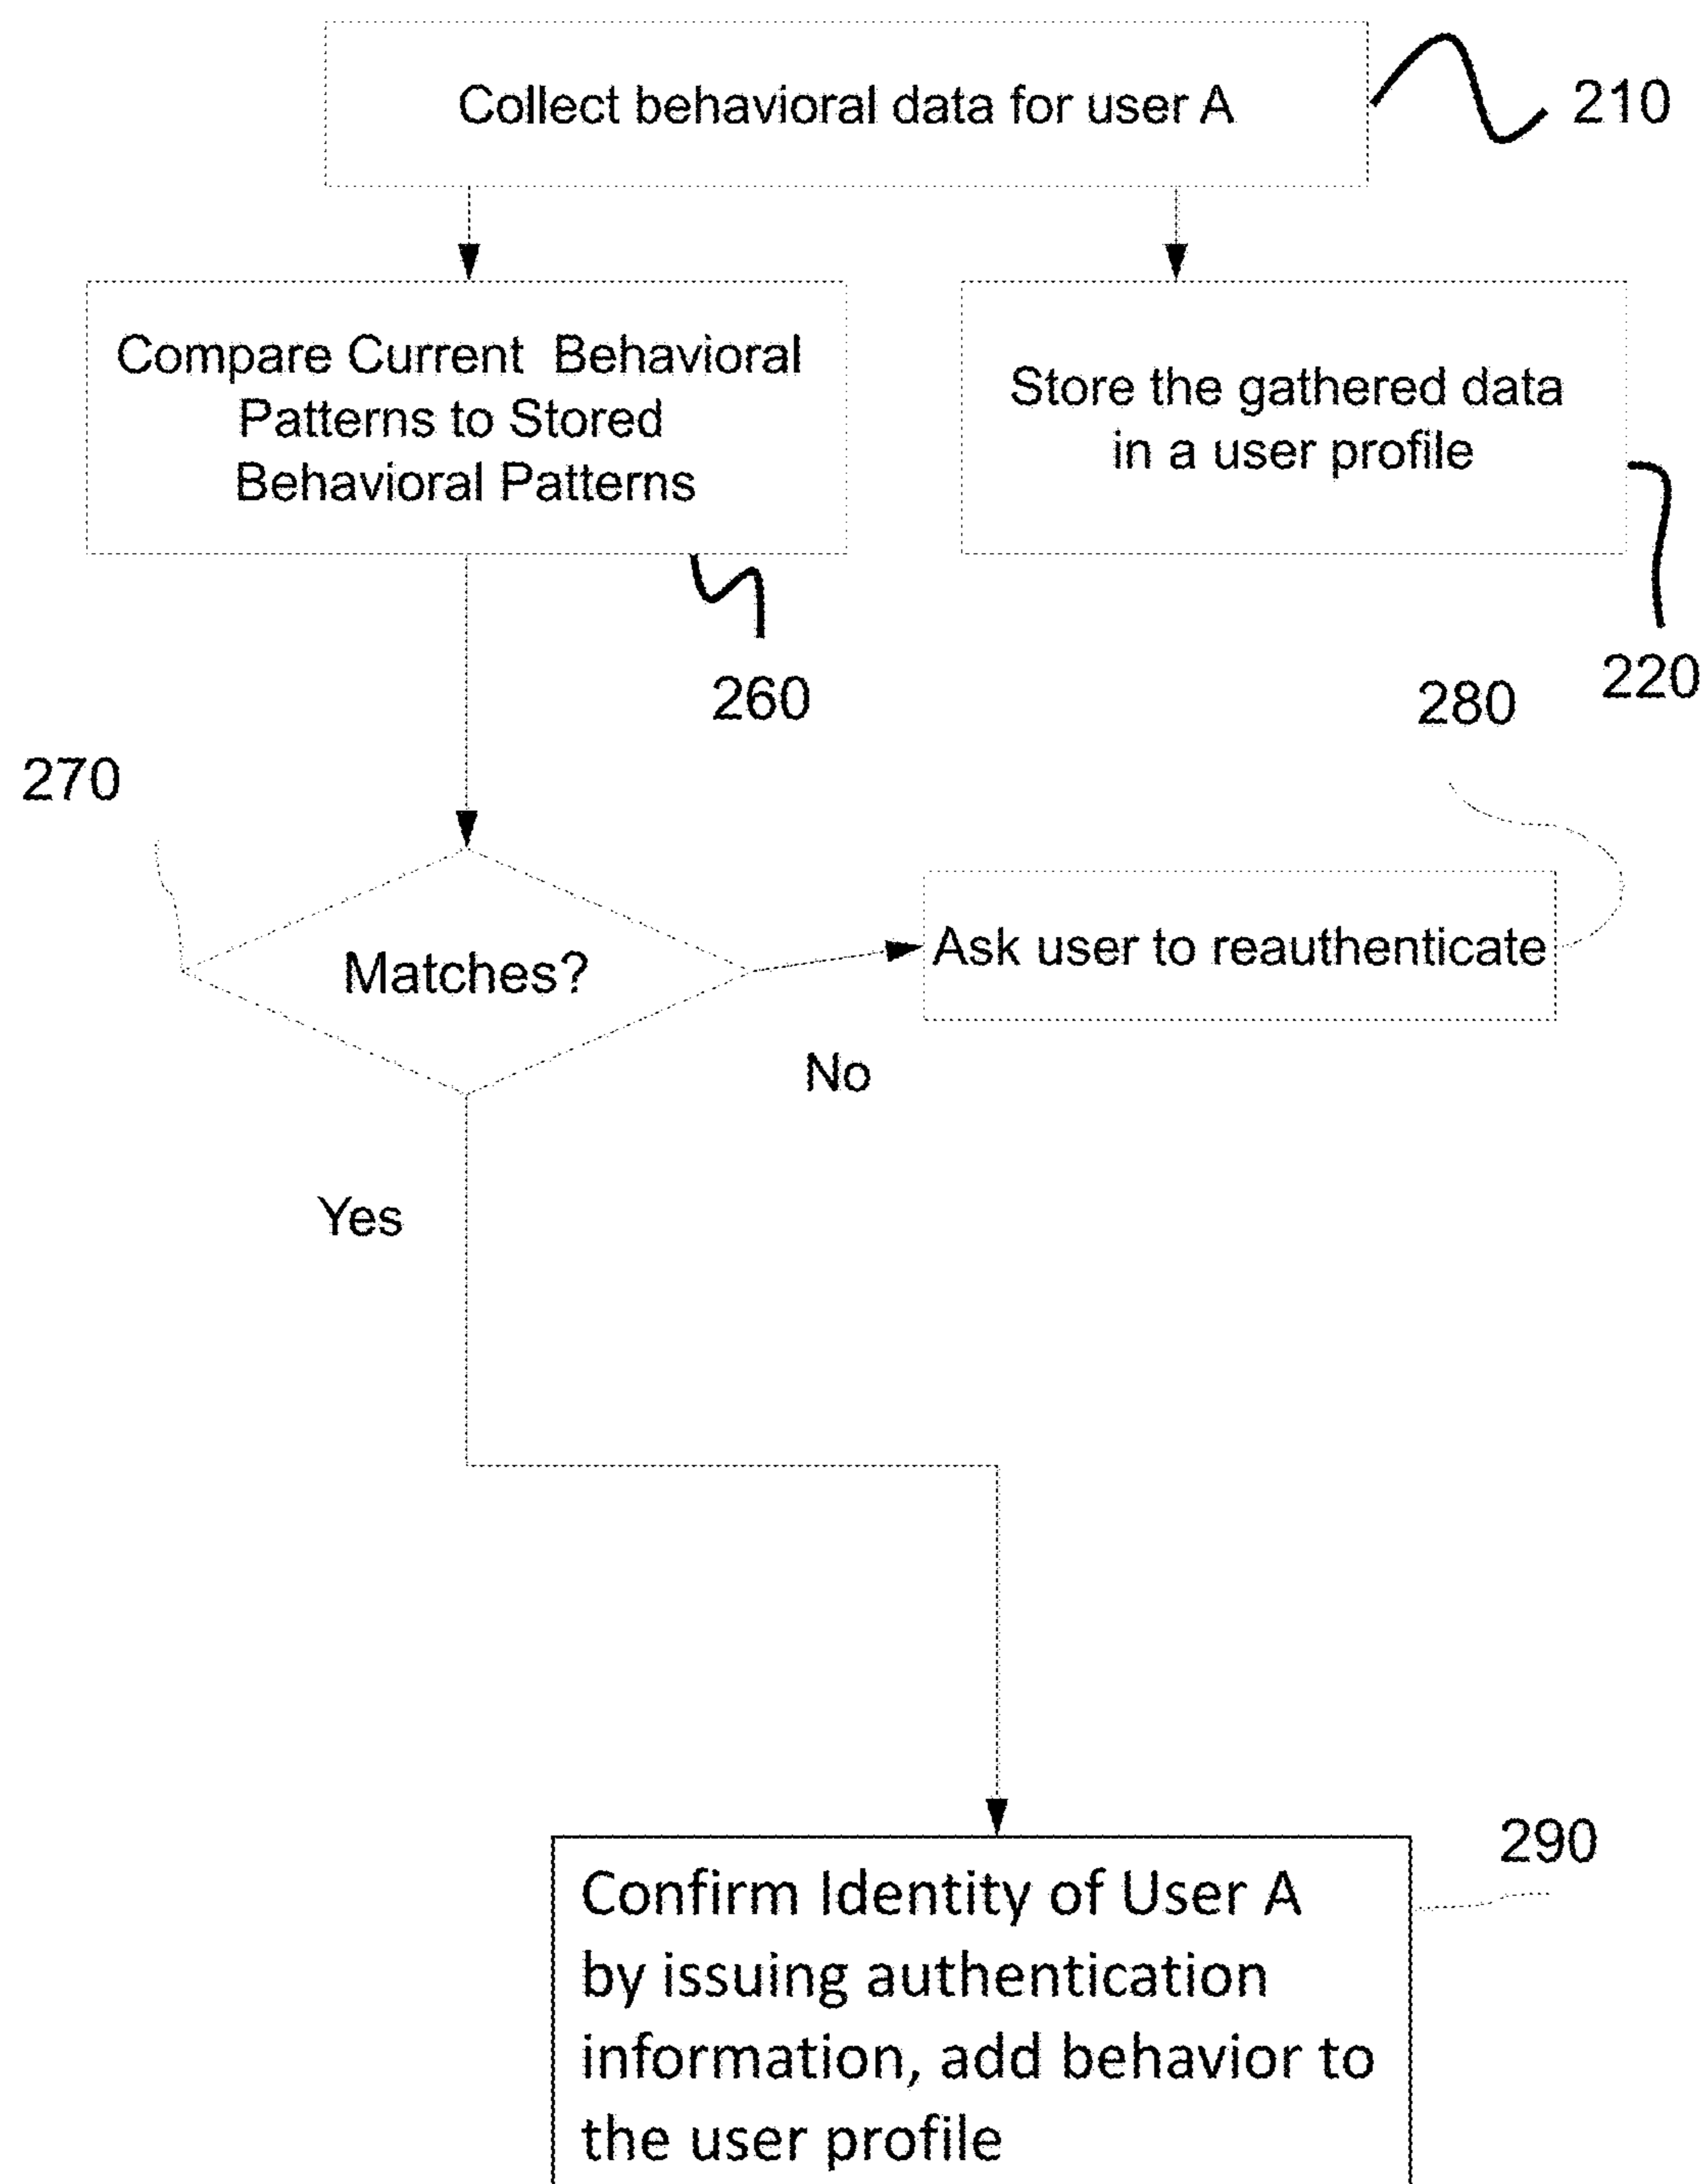 Collect behavioral data for user A
210
Compare Current Behavioral
Patterns to Stored
Behavioral Patterns
Store the gathered data
in a user profile
260
220
280
270
Matches?
Ask user to reauthenticate
No
Yes
290
Confirm Identity of User A
by issuing authentication
information, add behavior to
the user profile